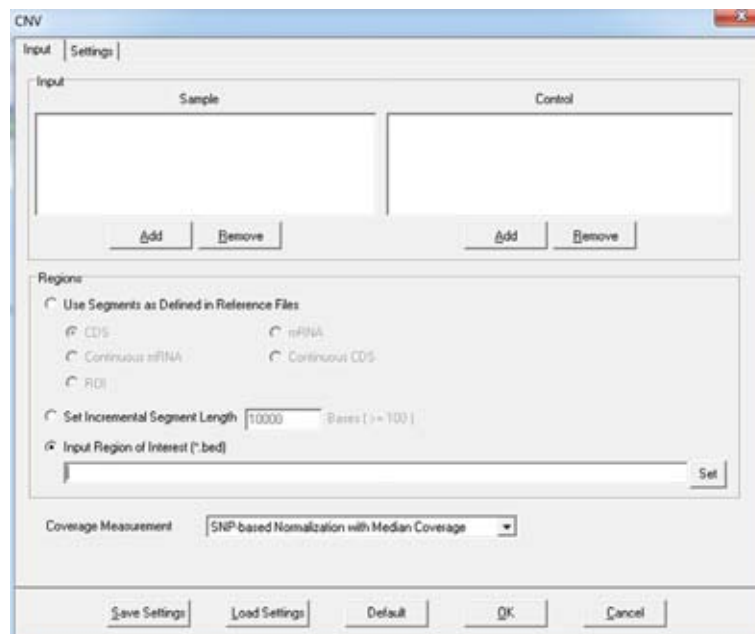 CNV
Input Settings
Input
Sample Control
Add Remove Add Remove
Regions
Use Segments as Defined in Reference Files
CDS mRNA
Continuous mRNA Continuous CDS
ROI
Set Incremental Segment Length 10000 Bases ( >= 100 )
Input Region of Interest (*.bed)
Set
Coverage Measurement SNP-based Normalization with Median Coverage
Save Settings Load Settings Default OK Cancel